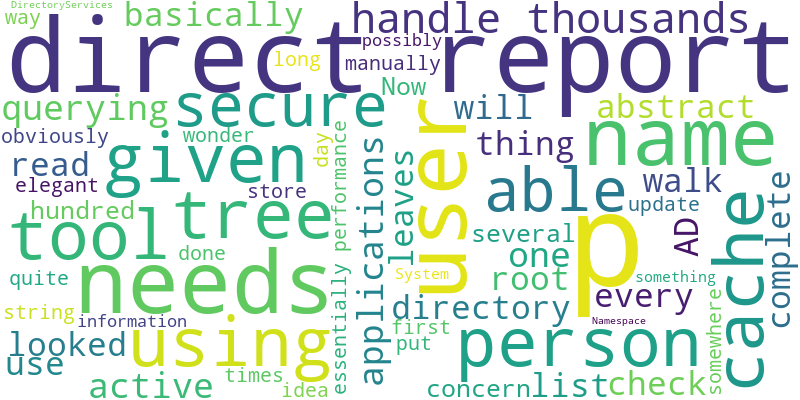 DirectoryServices
way
basically
handle thousands
direct report
possibly
long
manually
Now
querying
secure
user
will
abstract
obviously
wonder
day
thing
name
read
given
applications
leaves
able
walk
complete
elegant
store
essentially performance
hundred
tree
update
tool
done
several
one
AD
p
cache
quite
needs
System
root
something
every
string
information
using
directory
Namespace
somewhere
looked
first
put
person
use
times
active
idea
concern
list
check